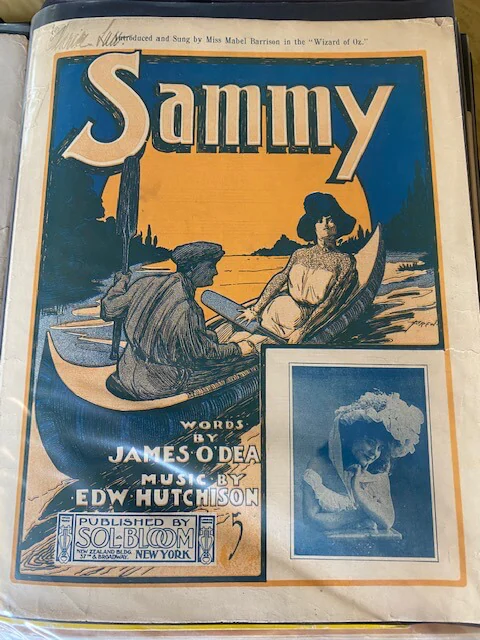 Introduced and Sung by Miss Mabel Barrison in the "Wizard of Oz."
Sammy
WORDS
BY
JAMES·O'DEA
MUSIC·BY
EDW·HUTCHISON
5
PUBLISHED BY
SOL·BLOOM
NEW ZEALAND BLDG.
37TH & BROADWAY. NEW YORK